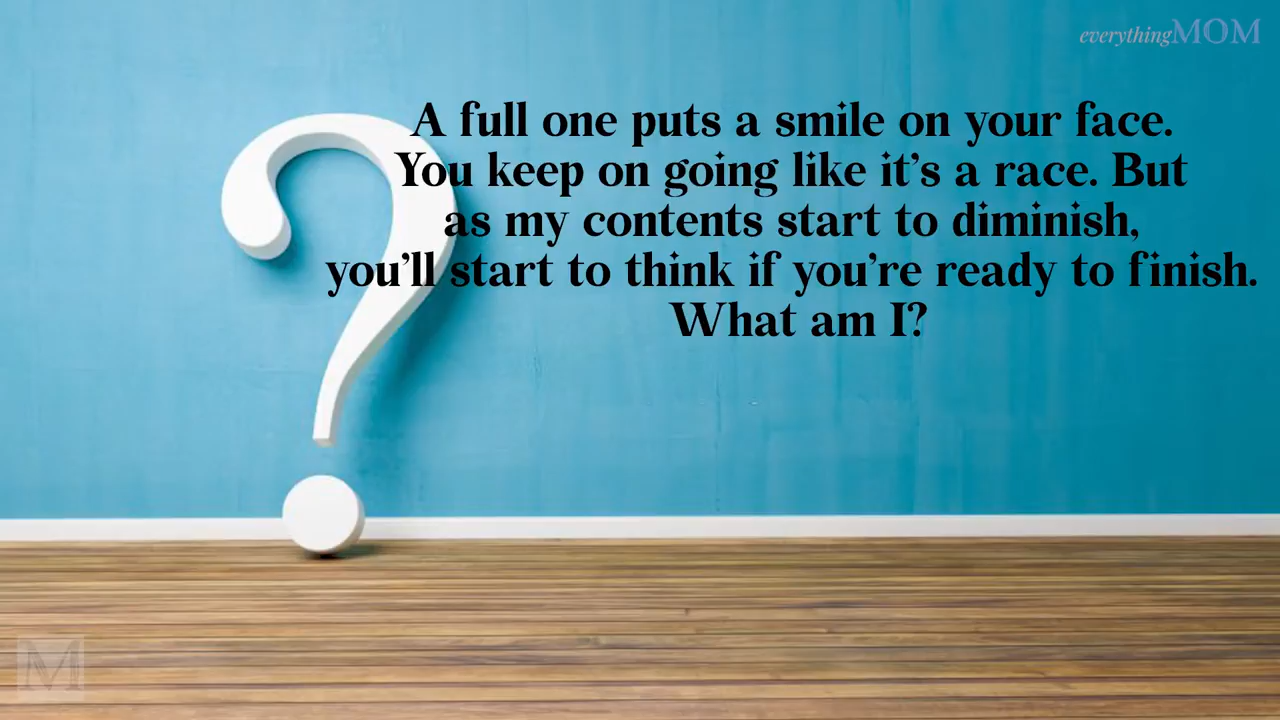 everythingMOM
A full one puts a smile on your face.
You keep on going like it's a race. But
as my contents start to diminish,
you'll start to think if you're ready to finish.
What am I?
M